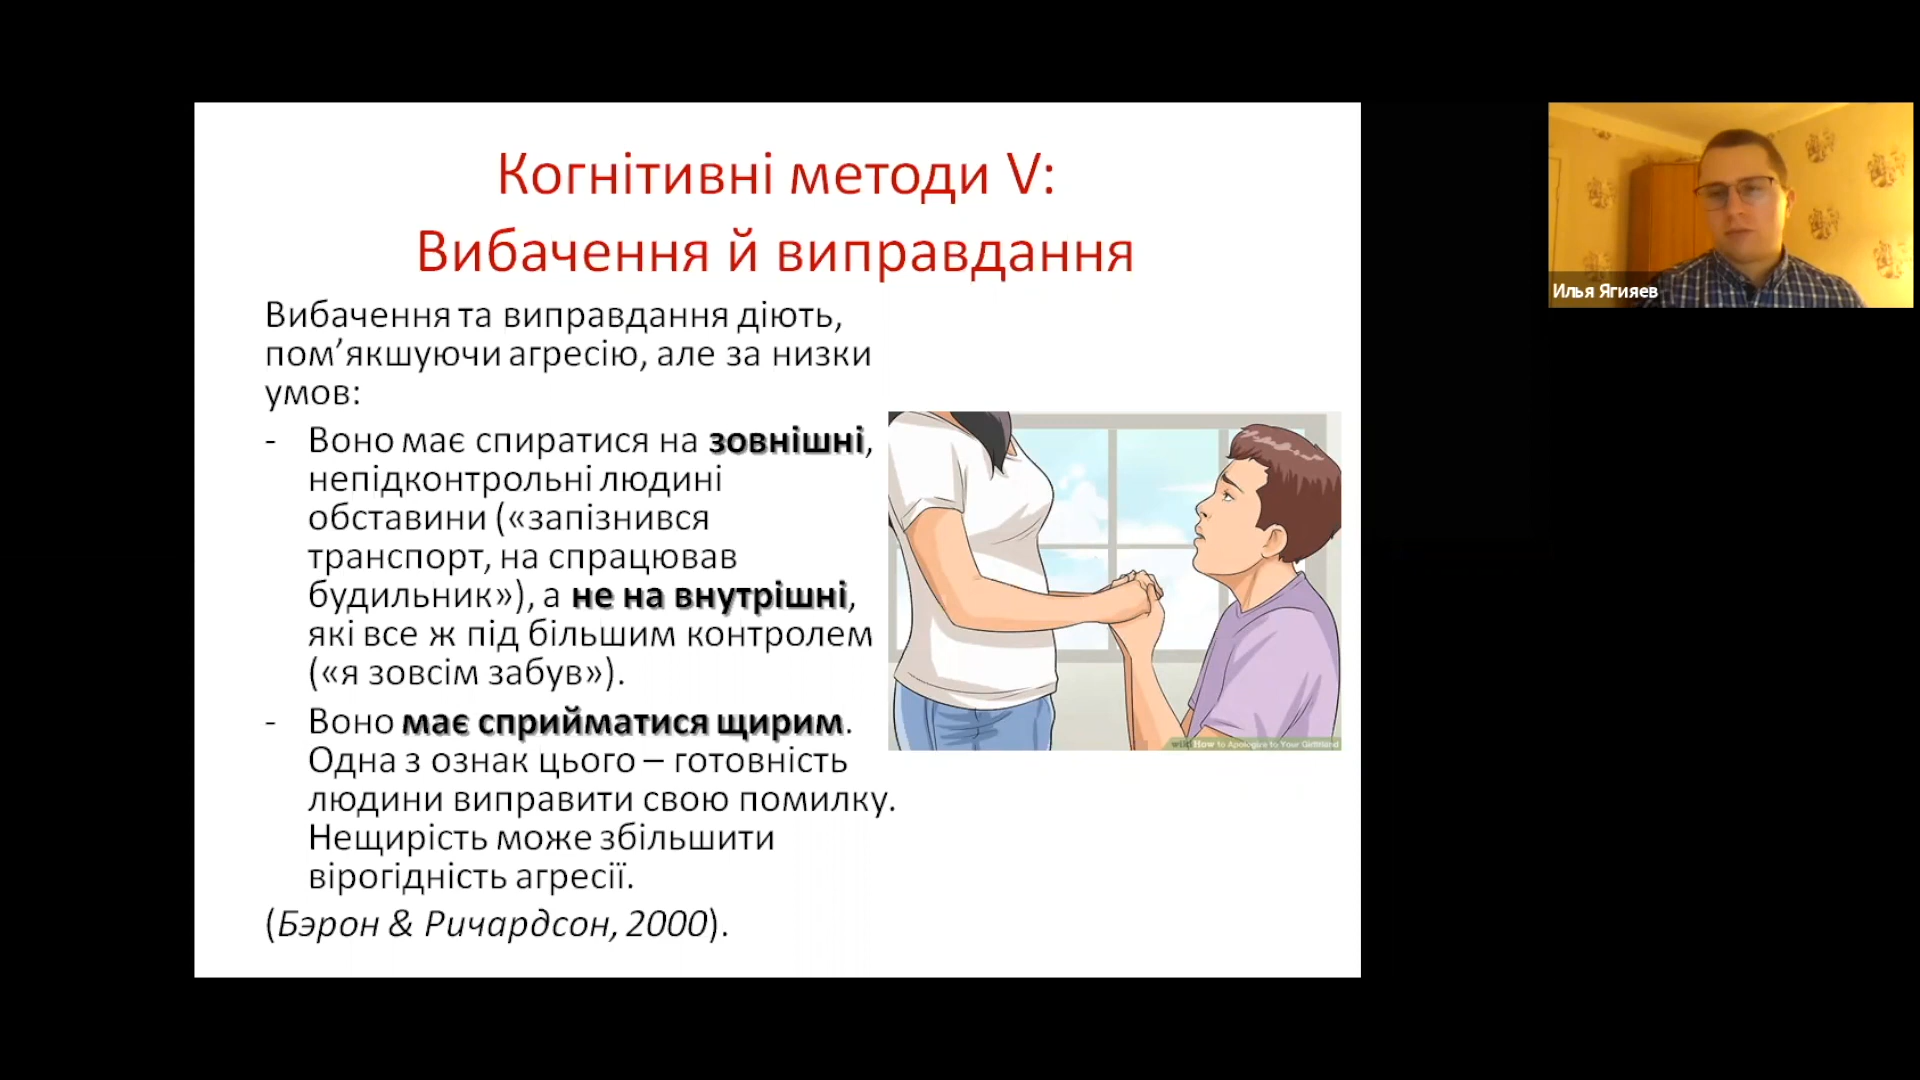 Когнітивні методи V:
Вибачення й виправдання
Вибачення та виправдання діють,
пом’якшуючи агресію, але за низки
умов:
- Воно має спиратися на зовнішні,
непідконтрольні людині
обставини («запізнився
транспорт, на спрацював
будильник»), а не на внутрішні,
які все ж під більшим контролем
(«я зовсім забув»).
- Воно має сприйматися щирим.
Одна з ознак цього – готовність
людини виправити свою помилку.
Нещирість може збільшити
вірогідність агресії.
(Бэрон & Ричардсон, 2000).
wikiHow to Apologize to Your Girlfriend
Илья Ягияев